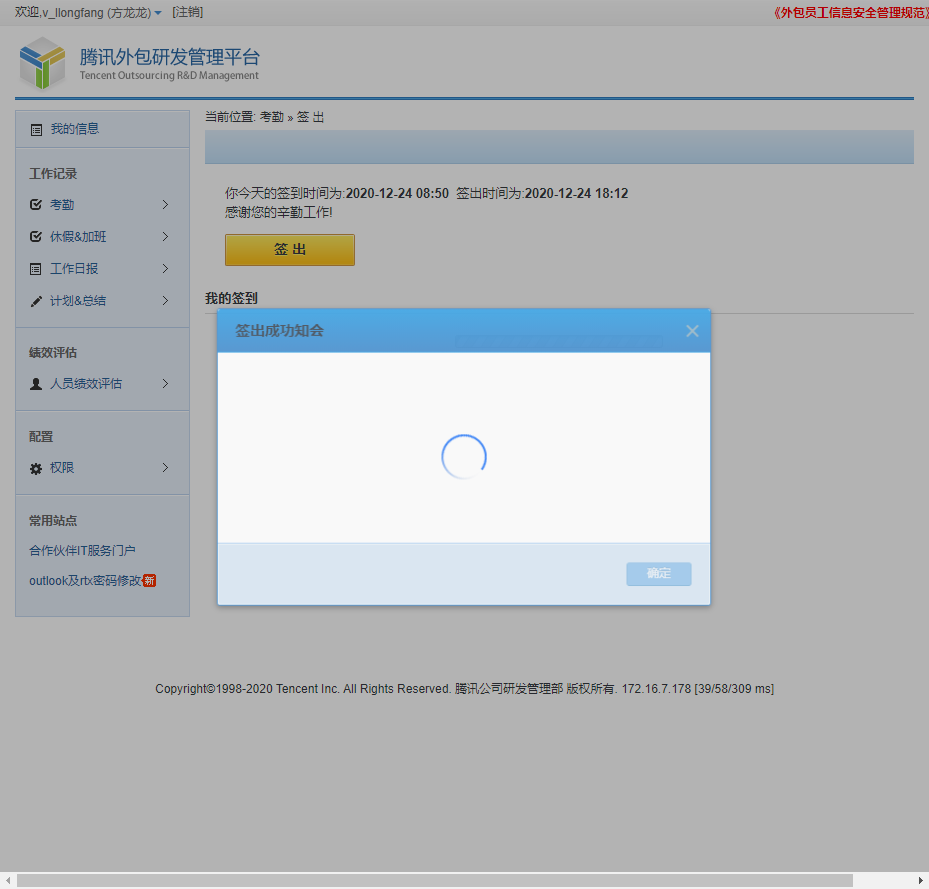 欢迎,v_llongfang (方龙龙) [注销]
《外包员工信息安全管理规范》
腾讯外包研发管理平台
Tencent Outsourcing R&D Management
我的信息
工作记录
考勤
休假&加班
工作日报
计划&总结
绩效评估
人员绩效评估
配置
权限
常用站点
合作伙伴IT服务门户
outlook及rtx密码修改 新
当前位置: 考勤 » 签 出
你今天的签到时间为:2020-12-24 08:50 签出时间为:2020-12-24 18:12
感谢您的辛勤工作!
签 出
我的签到
签出成功知会
确定
Copyright©1998-2020 Tencent Inc. All Rights Reserved. 腾讯公司研发管理部 版权所有. 172.16.7.178 [39/58/309 ms]